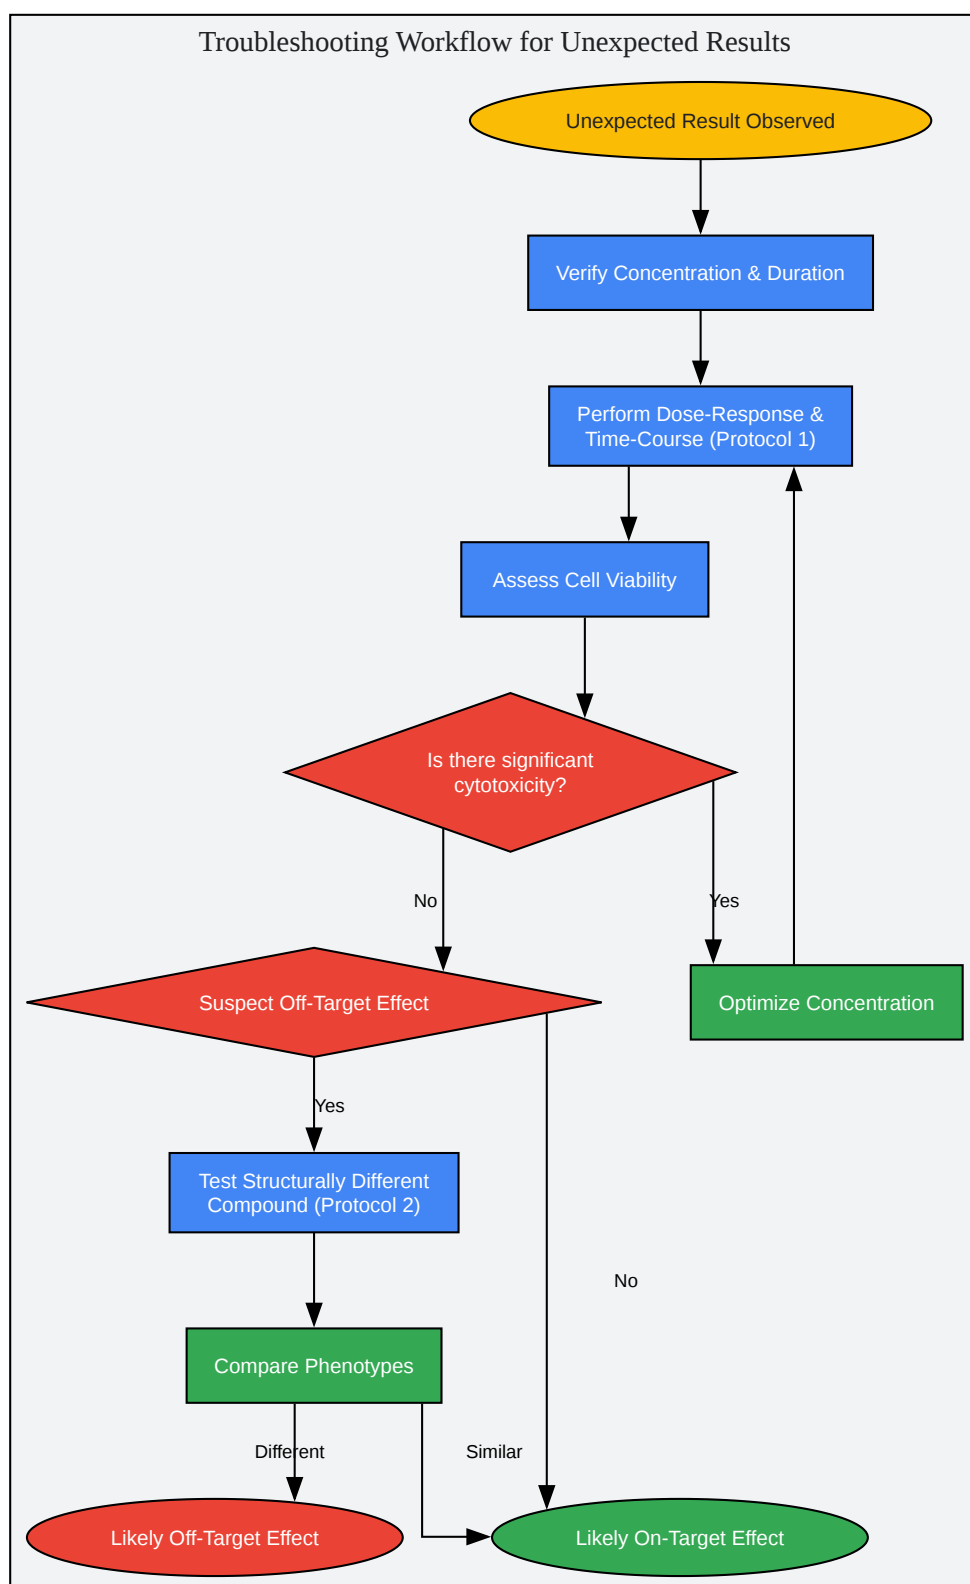 Troubleshooting Workflow for Unexpected Results
Unexpected Result Observed
Verify Concentration & Duration
Perform Dose-Response &
Time-Course (Protocol 1)
Assess Cell Viability
Is there significant
cytotoxicity?
No
Yes
Suspect Off-Target Effect
Optimize Concentration
Yes
Test Structurally Different
Compound (Protocol 2)
No
Compare Phenotypes
Different
Similar
Likely Off-Target Effect
Likely On-Target Effect